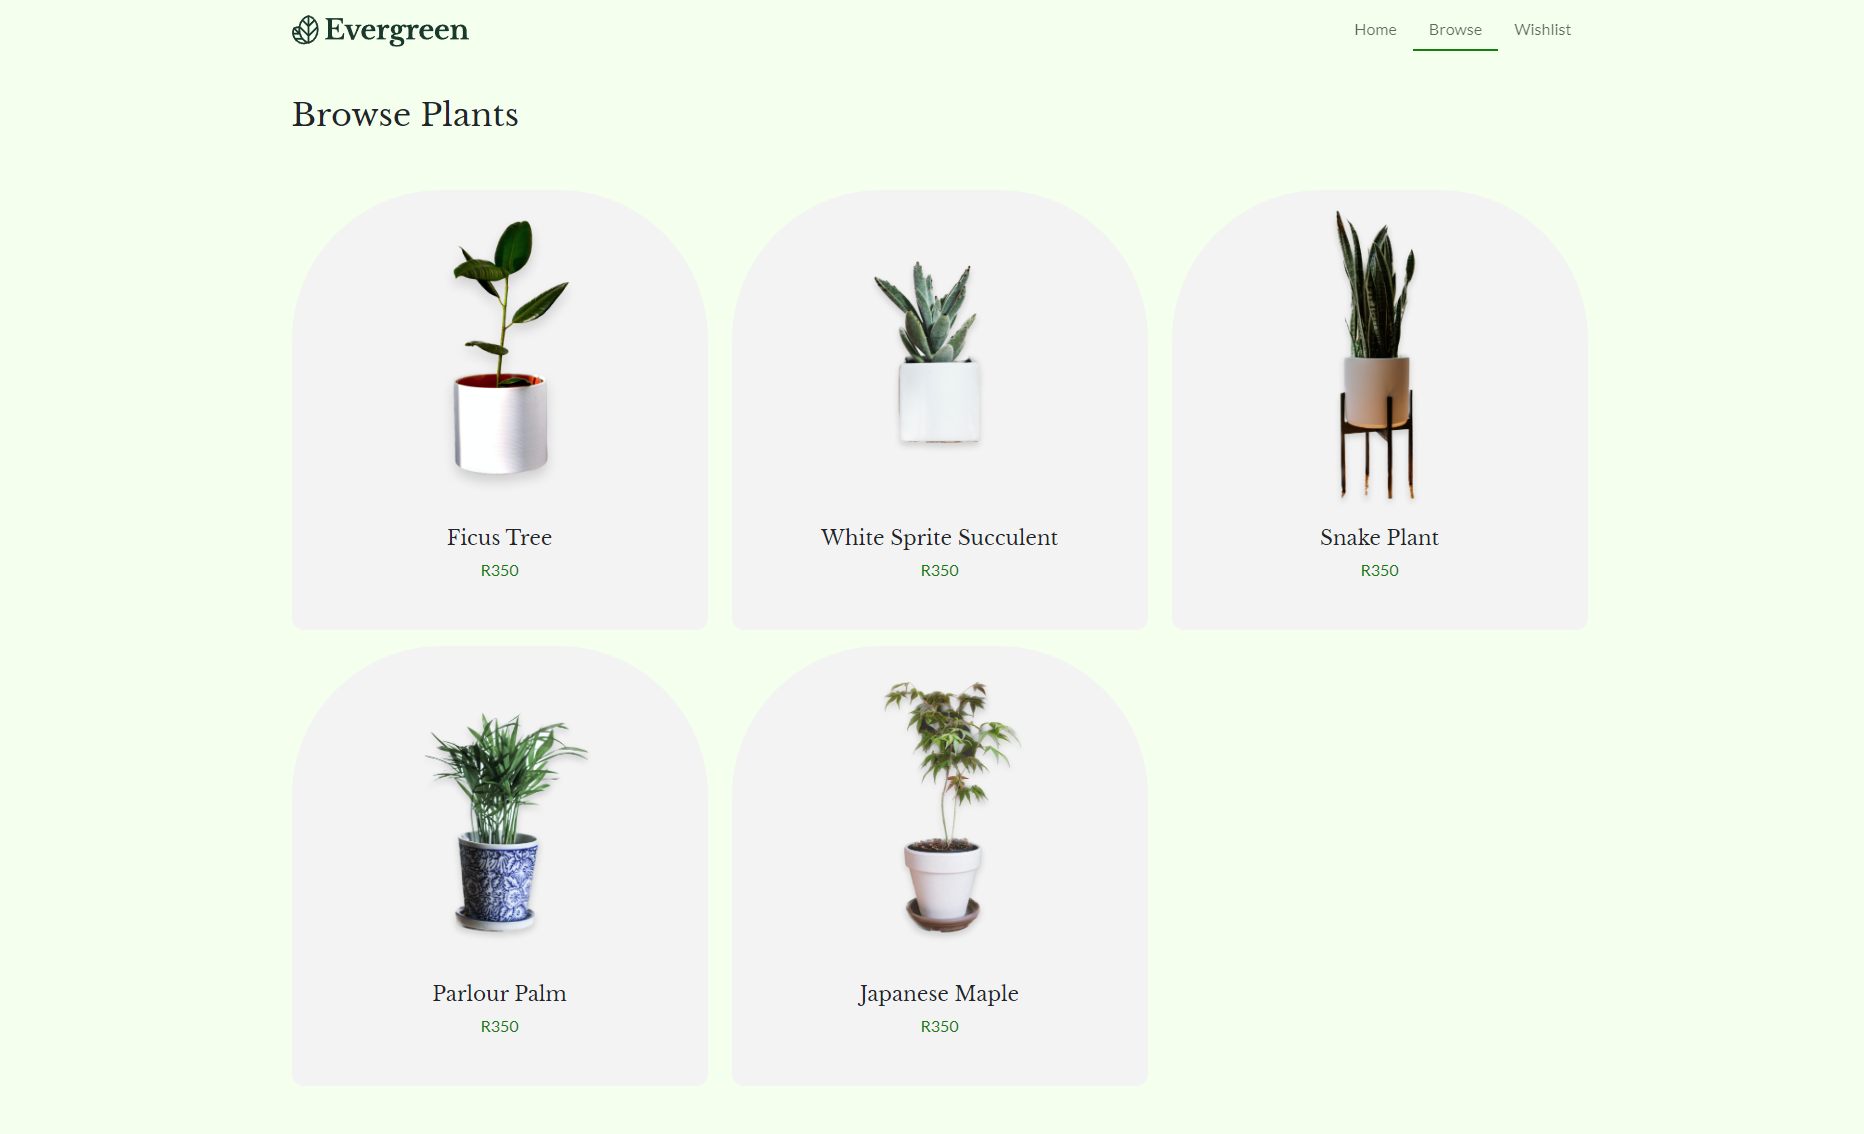 Evergreen
Home Browse Wishlist
Browse Plants
Ficus Tree
R350
White Sprite Succulent
R350
Snake Plant
R350
Parlour Palm
R350
Japanese Maple
R350